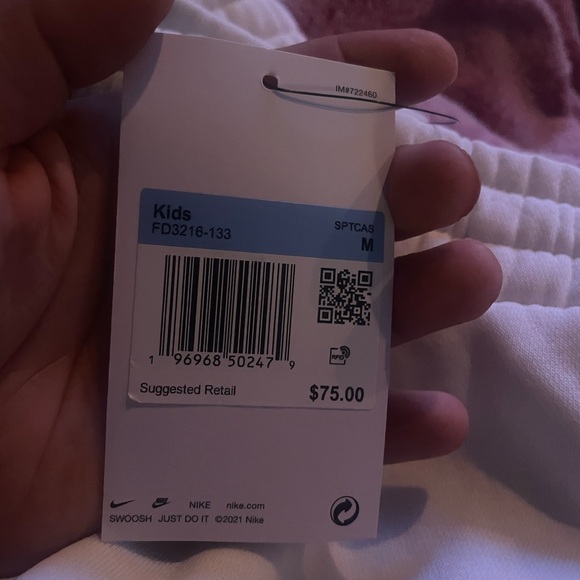 IM#722460
Kids
FD3216-133
SPTCAS
M
1 96968 50247 9
RFID
Suggested Retail
$75.00
NIKE nike.com
SWOOSH JUST DO IT ©2021 Nike